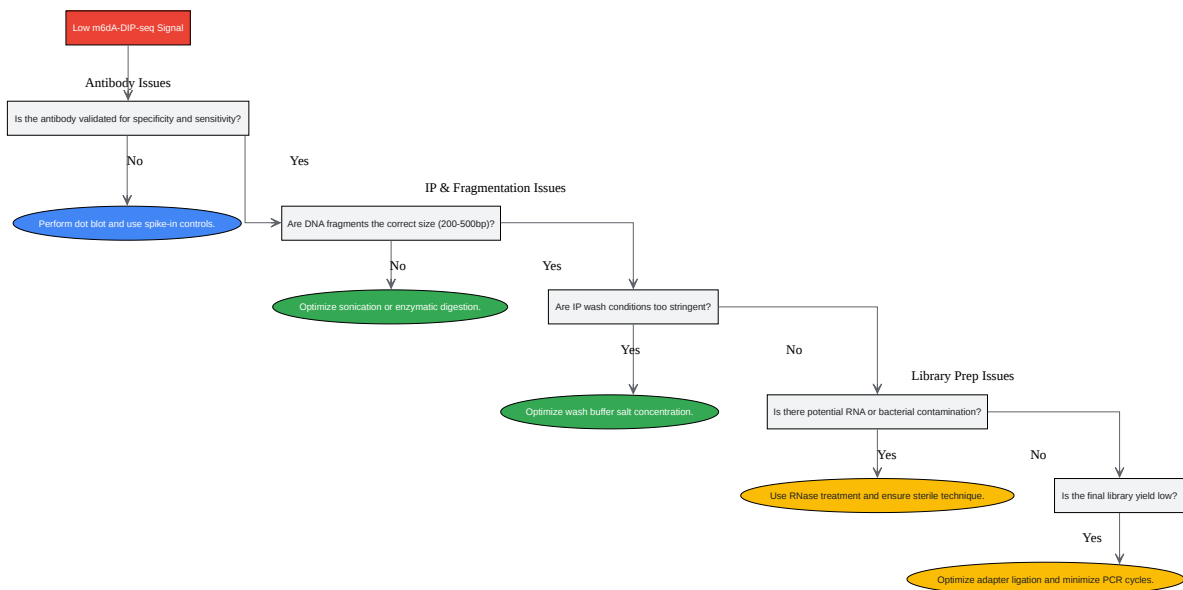 Low m6dA-DIP-seq Signal
Antibody Issues
Is the antibody validated for specificity and sensitivity?
No
Yes
IP & Fragmentation Issues
Perform dot blot and use spike-in controls.
Are DNA fragments the correct size (200-500bp)?
No
Yes
Optimize sonication or enzymatic digestion.
Are IP wash conditions too stringent?
Yes
No
Library Prep Issues
Optimize wash buffer salt concentration.
Is there potential RNA or bacterial contamination?
Yes
No
Use RNase treatment and ensure sterile technique.
Is the final library yield low?
Yes
Optimize adapter ligation and minimize PCR cycles.